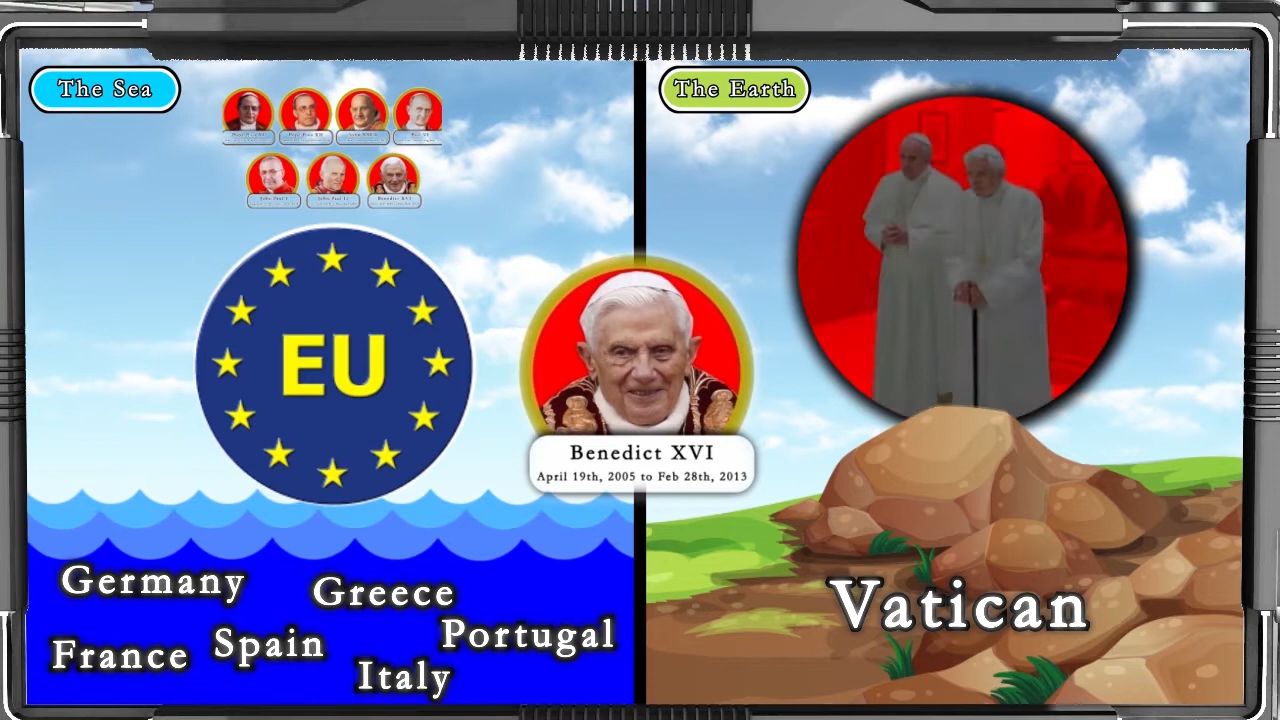 The Sea
The Earth
EU
Benedict XVI
April 19th, 2005 to Feb 28th, 2013
Germany
Greece
France
Spain
Portugal
Italy
Vatican